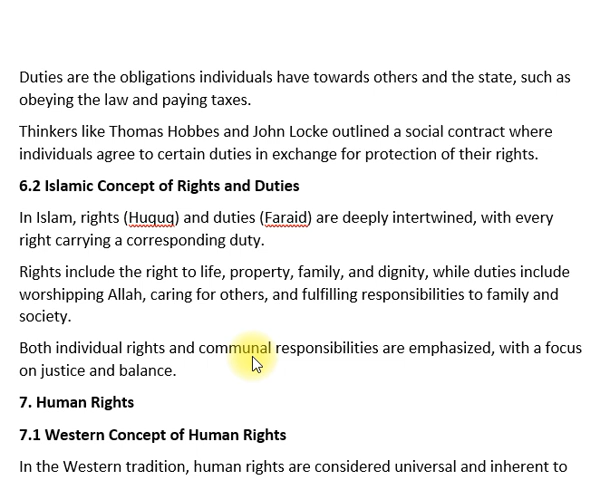 Duties are the obligations individuals have towards others and the state, such as
obeying the law and paying taxes.
Thinkers like Thomas Hobbes and John Locke outlined a social contract where
individuals agree to certain duties in exchange for protection of their rights.
6.2 Islamic Concept of Rights and Duties
In Islam, rights (Huquq) and duties (Faraid) are deeply intertwined, with every
right carrying a corresponding duty.
Rights include the right to life, property, family, and dignity, while duties include
worshipping Allah, caring for others, and fulfilling responsibilities to family and
society.
Both individual rights and communal responsibilities are emphasized, with a focus
on justice and balance.
7. Human Rights
7.1 Western Concept of Human Rights
In the Western tradition, human rights are considered universal and inherent to